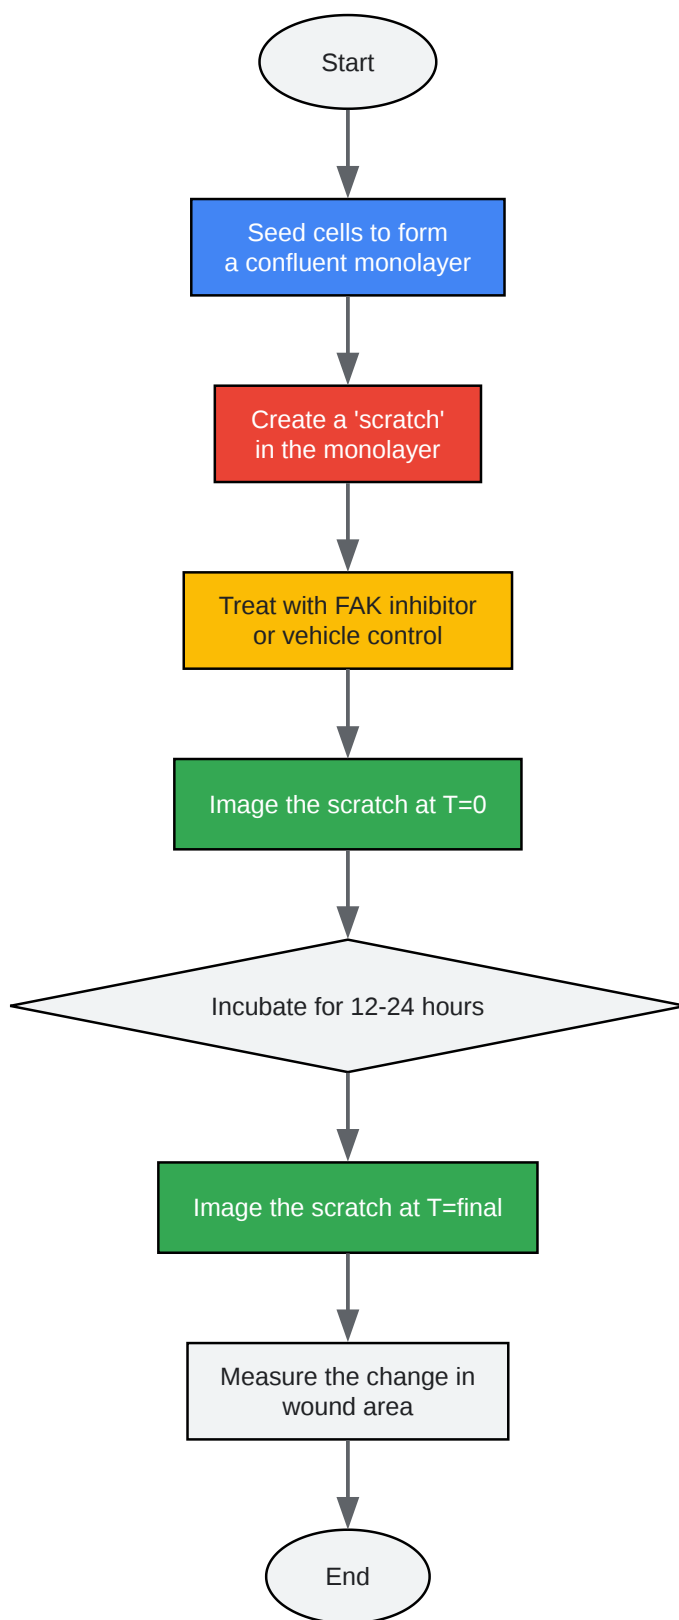 Start
Seed cells to form
a confluent monolayer
Create a 'scratch'
in the monolayer
Treat with FAK inhibitor
or vehicle control
Image the scratch at T=0
Incubate for 12-24 hours
Image the scratch at T=final
Measure the change in
wound area
End